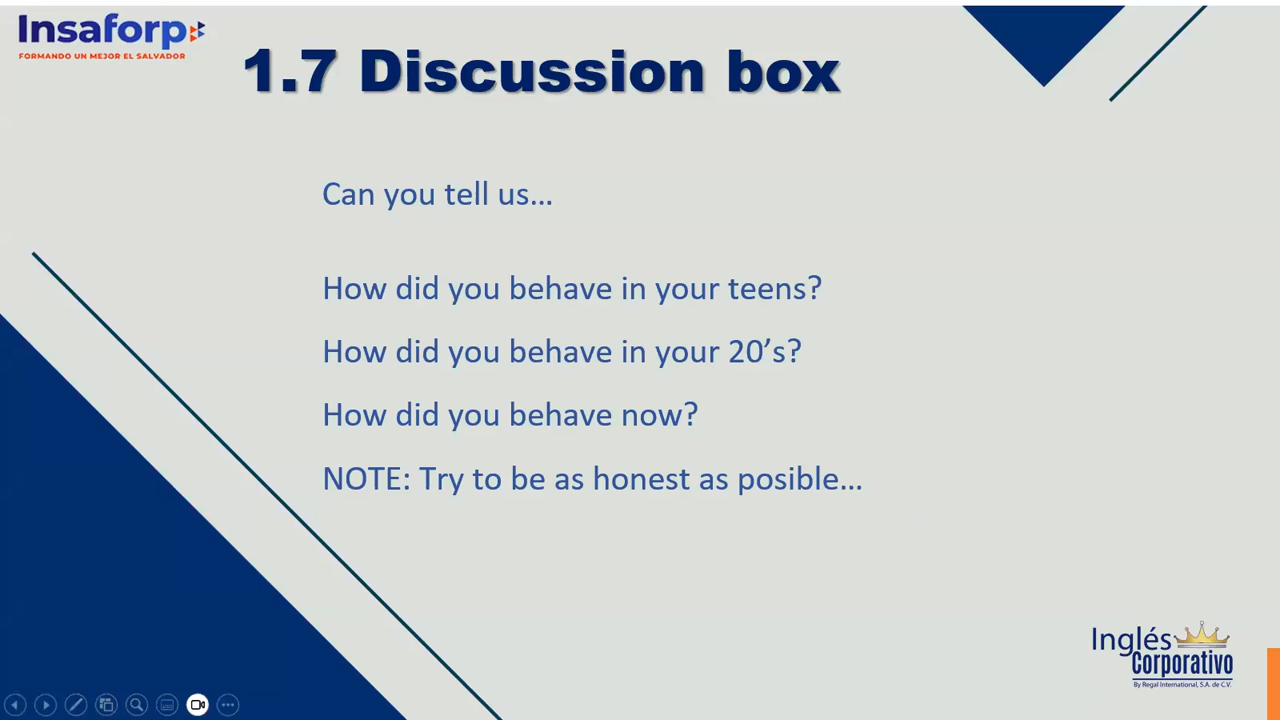 Insaforp
FORMANDO UN MEJOR EL SALVADOR
1.7 Discussion box
Can you tell us...
How did you behave in your teens?
How did you behave in your 20's?
How did you behave now?
NOTE: Try to be as honest as posible...
Inglés
Corporativo
By Regal International, S.A. de C.V.